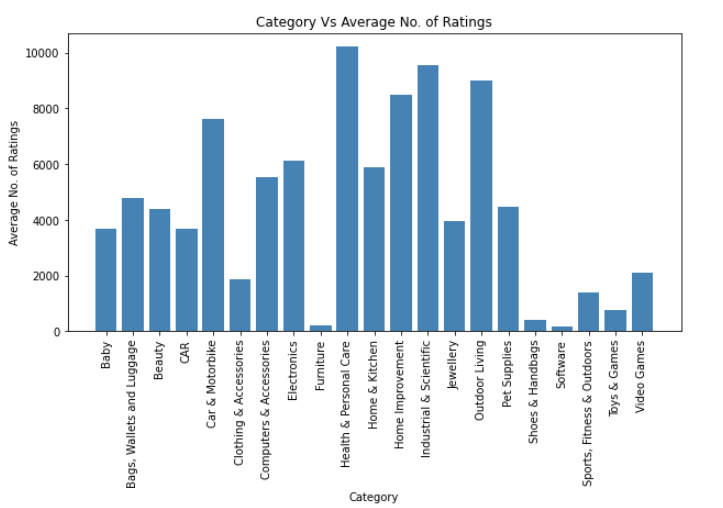 Category Vs Average No. of Ratings
Average No. of Ratings
10000
8000
6000
4000
2000
0
Baby
Bags, Wallets and Luggage
Beauty
CAR
Car & Motorbike
Clothing & Accessories
Computers & Accessories
Electronics
Furniture
Health & Personal Care
Home & Kitchen
Home Improvement
Industrial & Scientific
Jewellery
Outdoor Living
Pet Supplies
Shoes & Handbags
Software
Sports, Fitness & Outdoors
Toys & Games
Video Games
Category